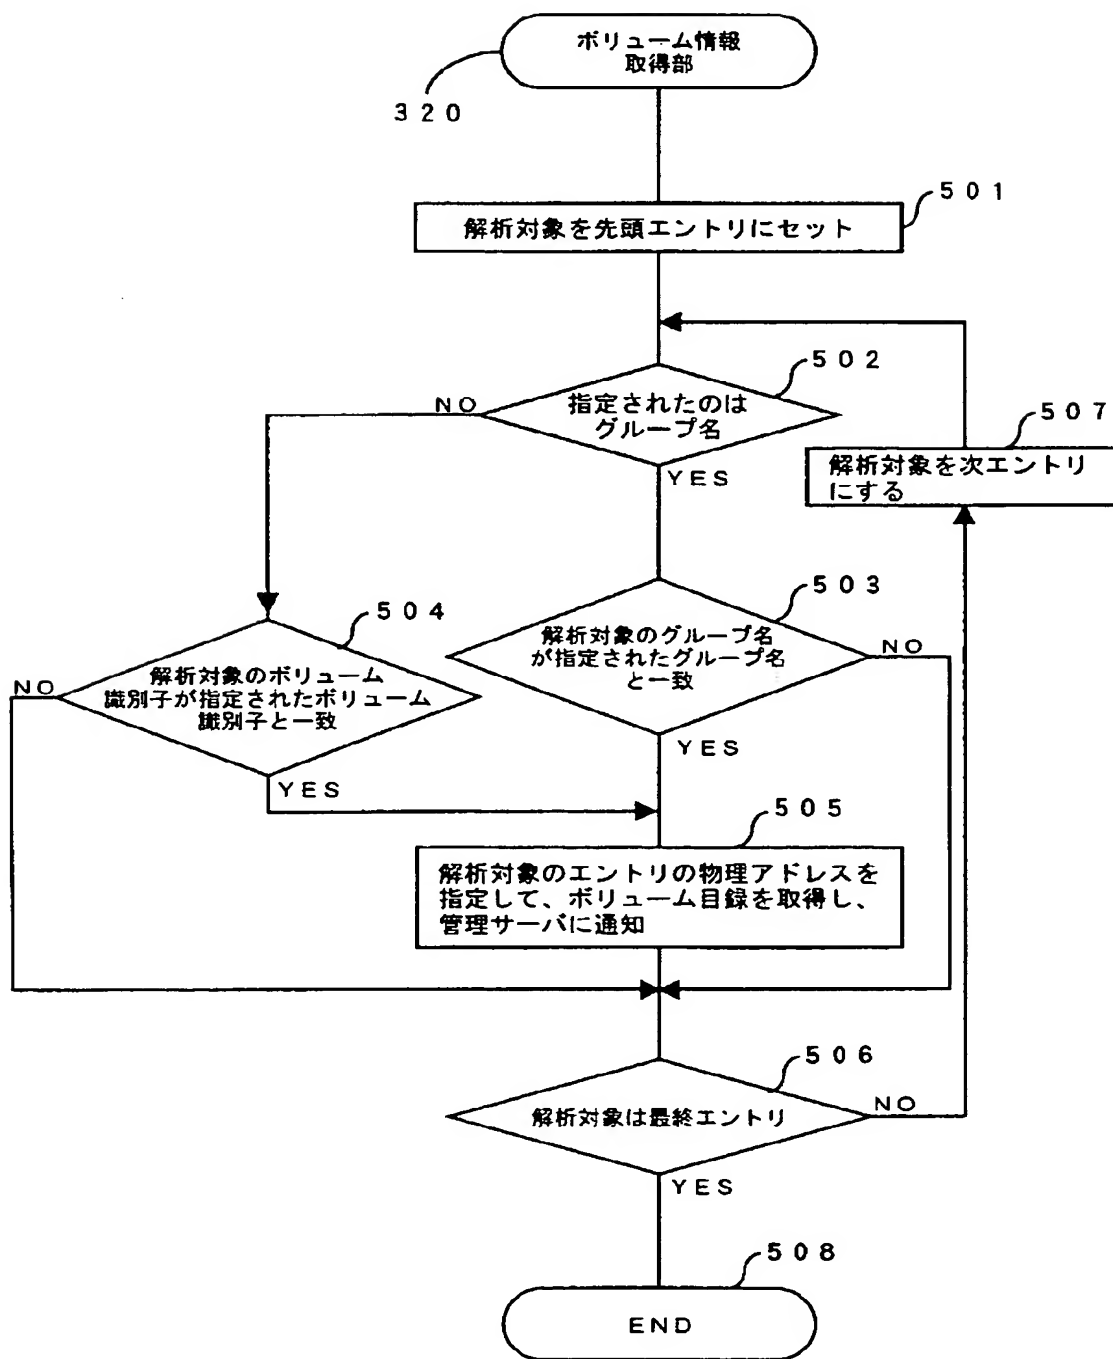 ボリューム情報
取得部
320
501
解析対象を先頭エントリにセット
502
NO
指定されたのは
グループ名
507
YES
解析対象を次エントリ
にする
503
504
解析対象のグループ名
が指定されたグループ名
と一致
NO
NO
解析対象のボリューム
識別子が指定されたボリューム
識別子と一致
YES
YES
505
解析対象のエントリの物理アドレスを
指定して、ボリューム目録を取得し、
管理サーバに通知
506
解析対象は最終エントリ
NO
YES
508
END